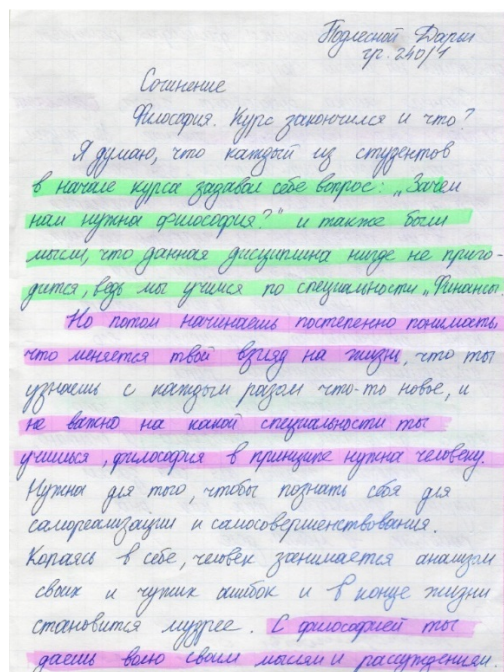 Подлесной Дарьи
гр. 240/1
Сочинение
Философия. Курс закончился и что?
Я думаю, что каждый из студентов
в начале курса задавал себе вопрос: „Зачем
нам нужна философия?" и также были
мысли, что данная дисциплина нигде не приго-
дится, ведь мы учимся по специальности „Финансы
Но потом начинаешь постепенно понимать,
что меняется твой взгляд на жизнь, что ты
узнаешь с каждым разом что-то новое, и
не важно на какой специальности ты
учишься, философия в принципе нужна человеку.
Нужна для того, чтобы познать себя для
самореализации и самосовершенствования.
Копаясь в себе, человек занимается анализом
своих и чужих ошибок и в конце жизни
становится мудрее. С философией ты
даешь волю своим мыслям и рассуждениям.